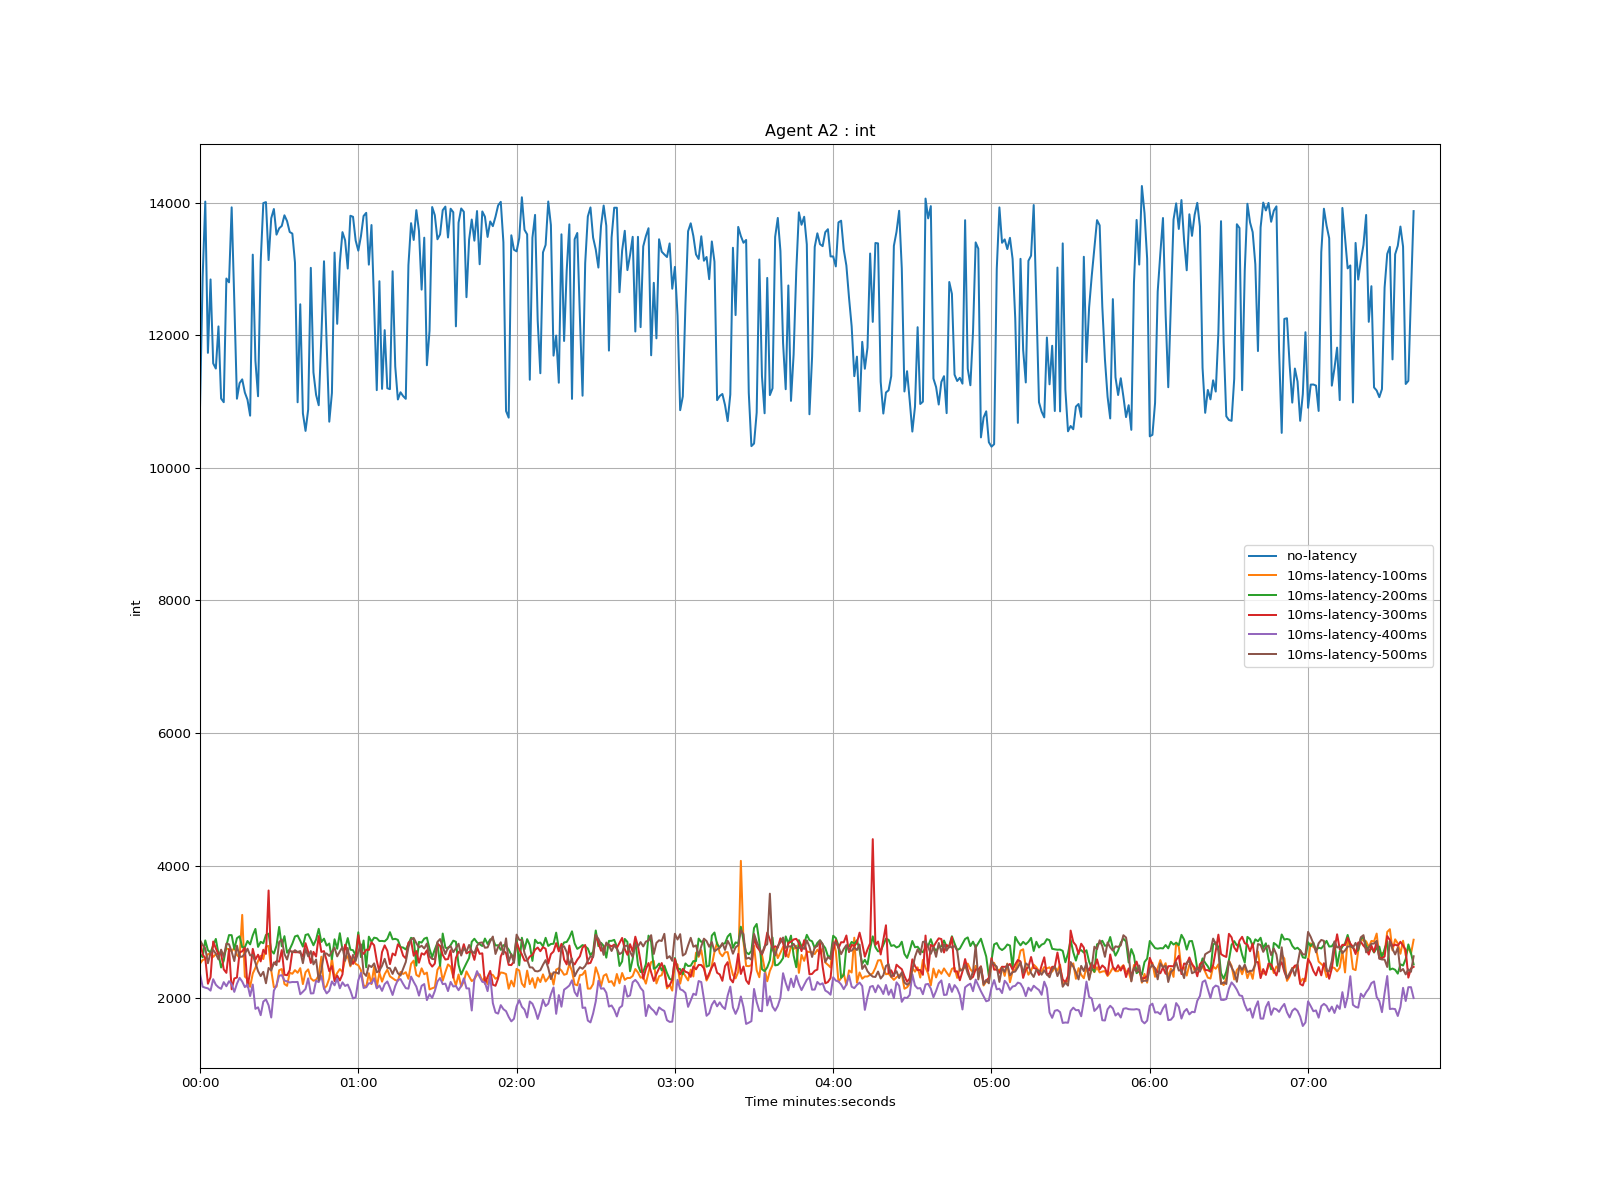 Agent A2 : int
14000
12000
10000
8000
6000
4000
2000
int
no-latency
10ms-latency-100ms
10ms-latency-200ms
10ms-latency-300ms
10ms-latency-400ms
10ms-latency-500ms
00:00 01:00 02:00 03:00 04:00 05:00 06:00 07:00
Time minutes:seconds